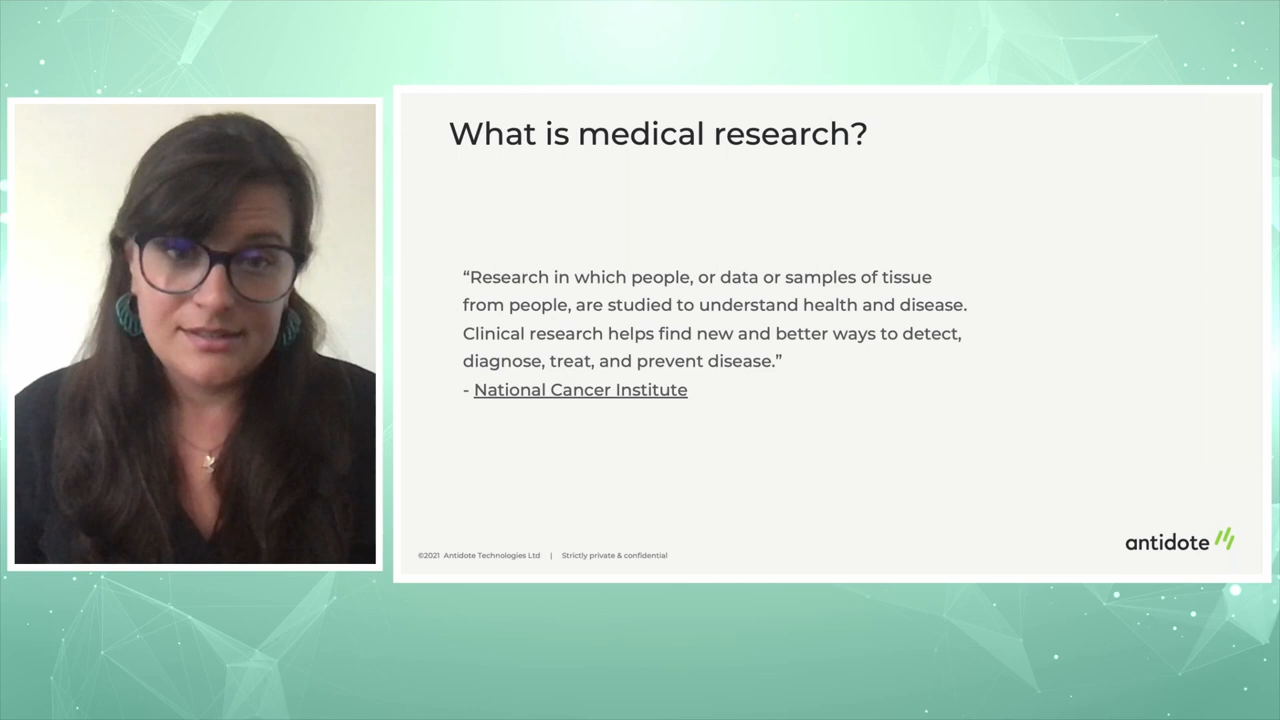 What is medical research?
“Research in which people, or data or samples of tissue
from people, are studied to understand health and disease.
Clinical research helps find new and better ways to detect,
diagnose, treat, and prevent disease.”
- National Cancer Institute
©2021 Antidote Technologies Ltd | Strictly private & confidential
antidote